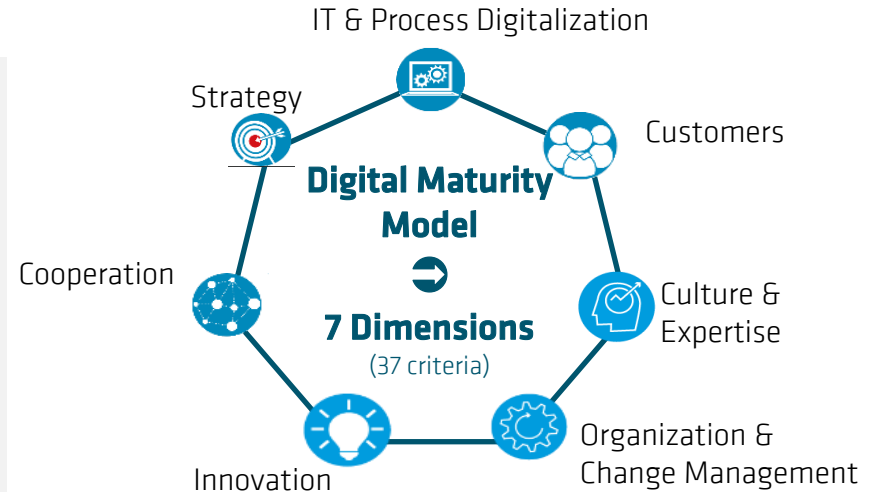 IT & Process Digitalization
Strategy
Customers
Digital Maturity
Model
7 Dimensions
(37 criteria)
Cooperation
Culture &
Expertise
Organization &
Change Management
Innovation